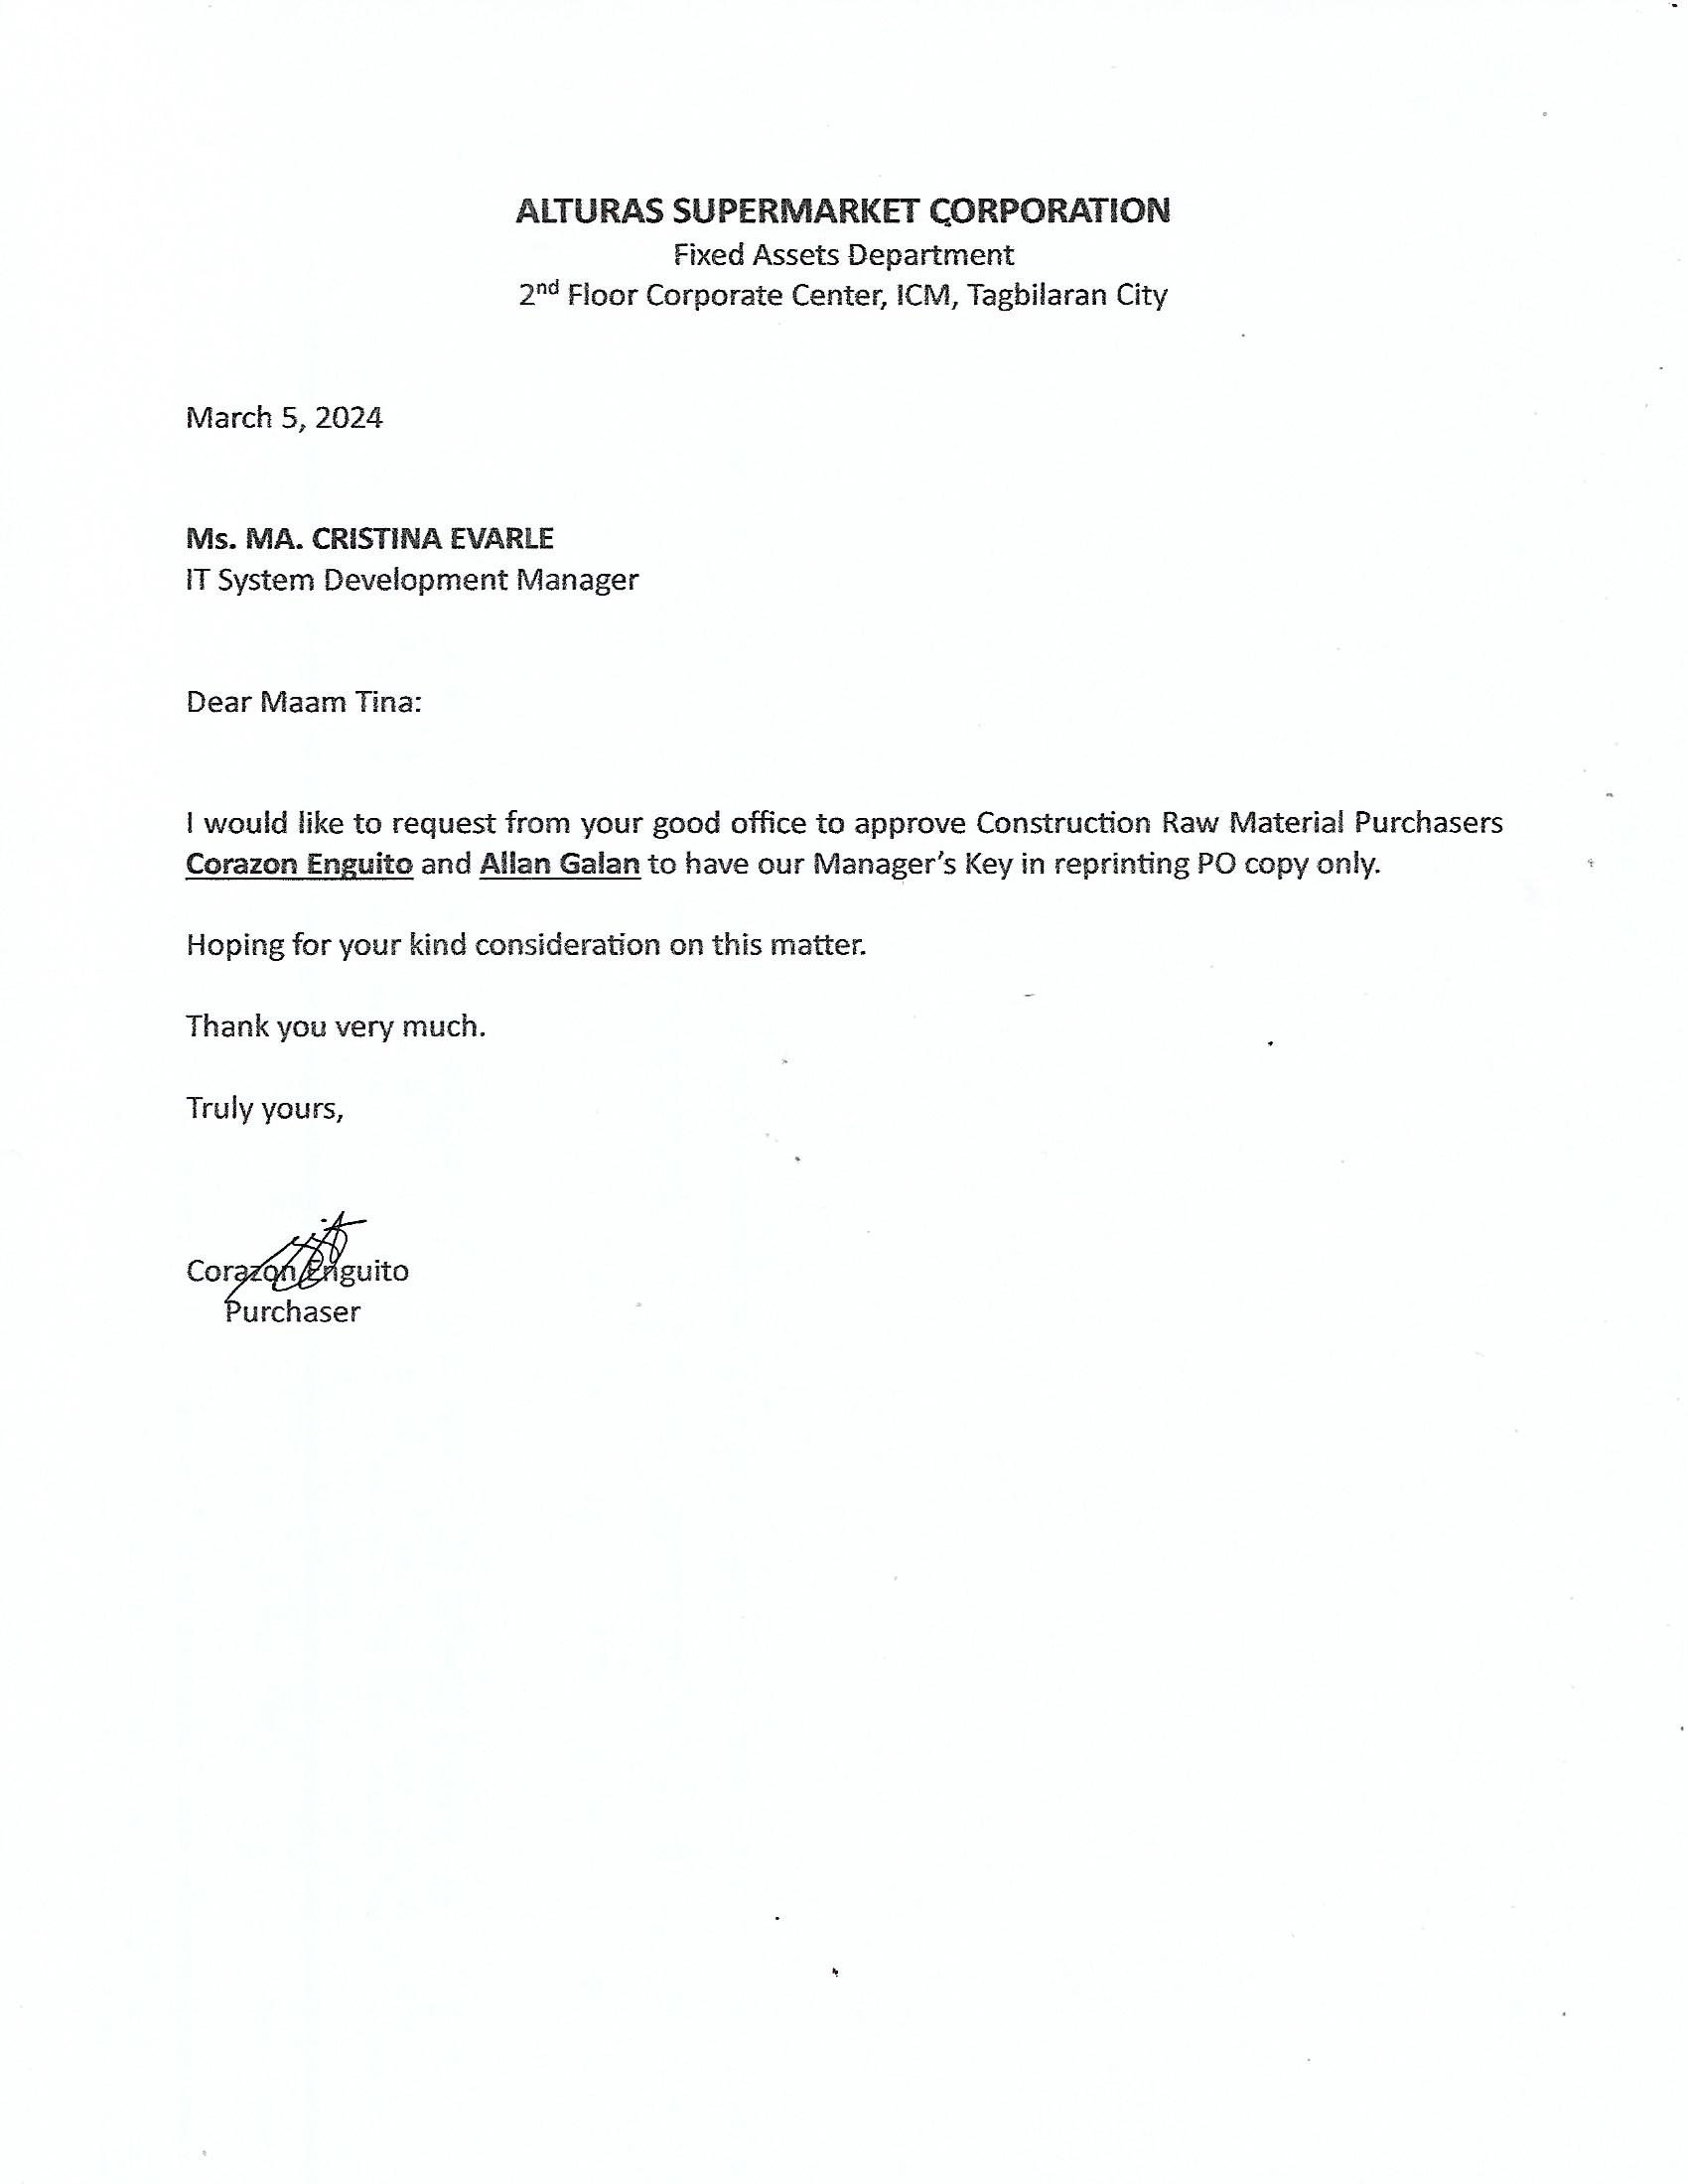 ALTURAS SUPERMARKET CORPORATION
Fixed Assets Department
2nd Floor Corporate Center, ICM, Tagbilaran City
March 5, 2024
Ms. MA. CRISTINA EVARLE
IT System Development Manager
Dear Maam Tina:
I would like to request from your good office to approve Construction Raw Material Purchasers
Corazon Enguito and Allan Galan to have our Manager's Key in reprinting PO copy only.
Hoping for your kind consideration on this matter.
Thank you very much.
Truly yours,
Corazon Enguito
Purchaser